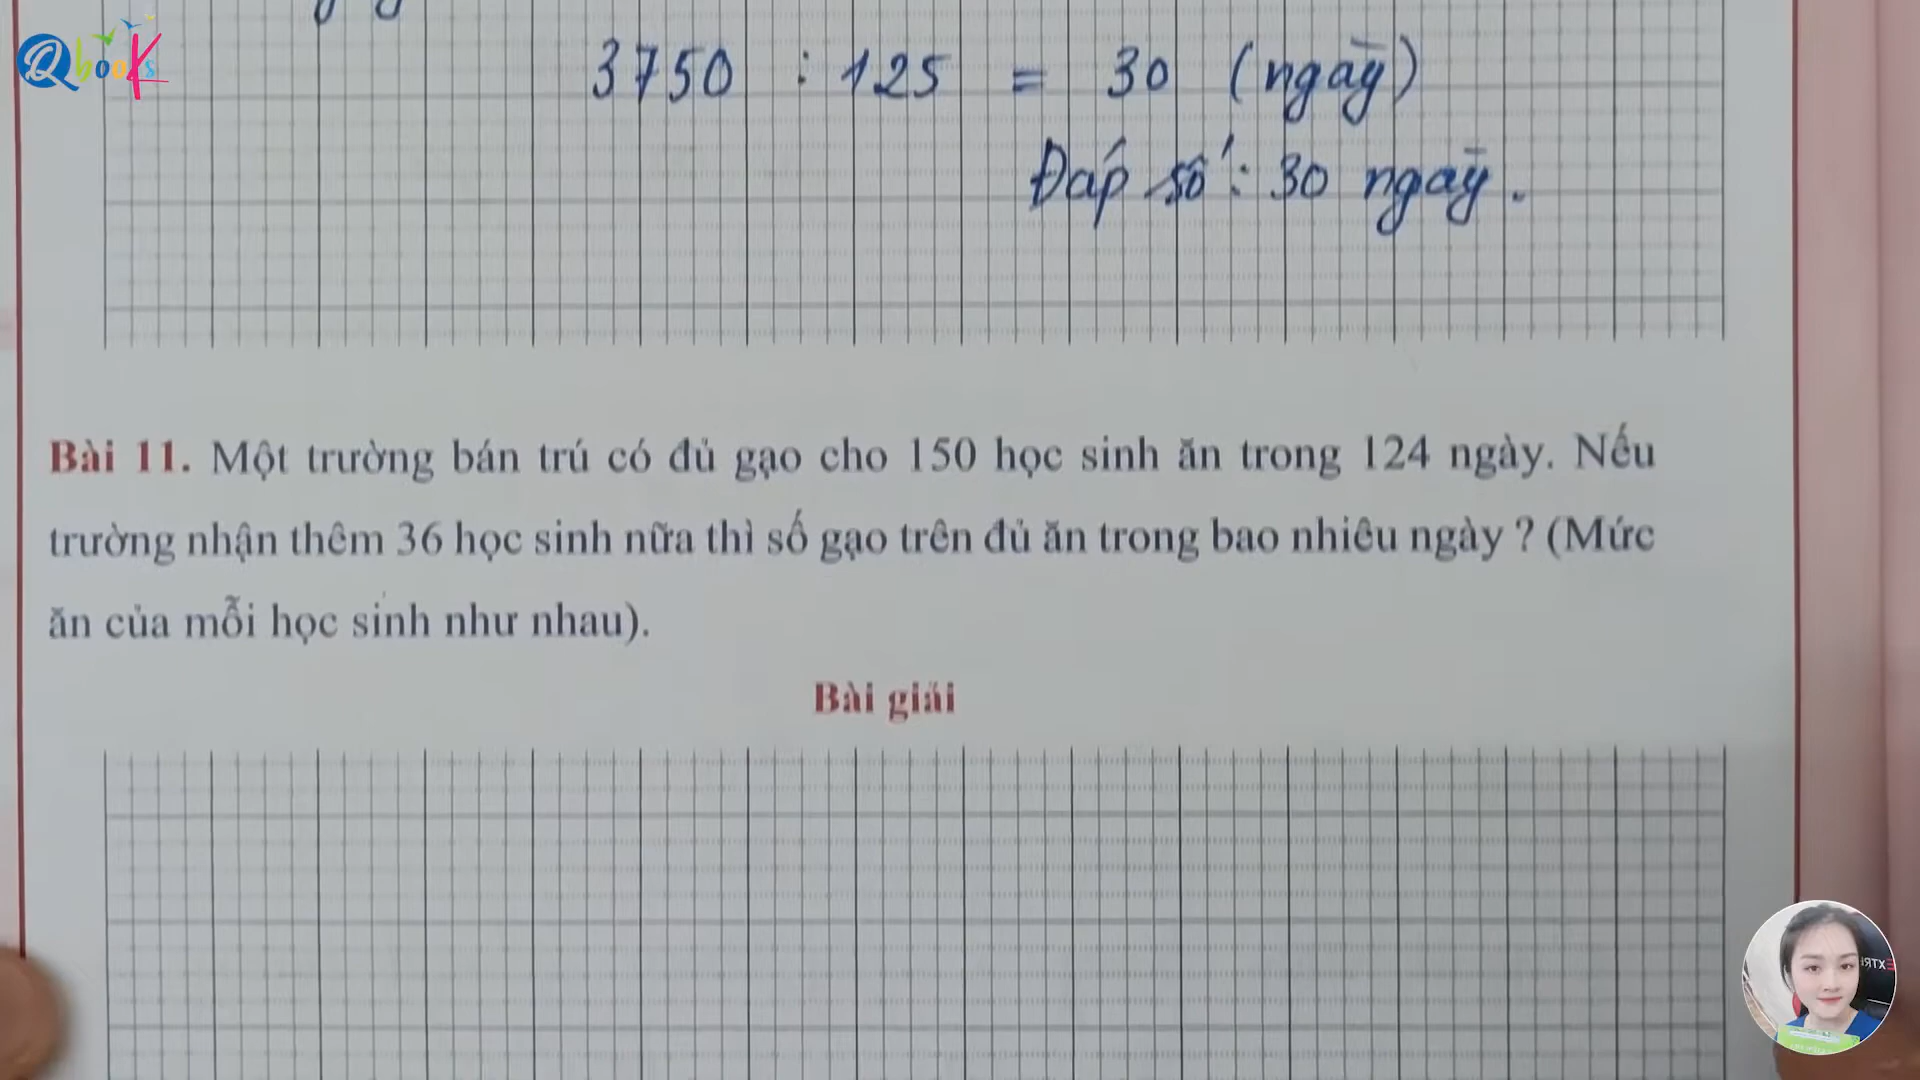 Qbooks
3750 : 125 = 30 (ngày)
Đáp số : 30 ngày .
Bài 11. Một trường bán trú có đủ gạo cho 150 học sinh ăn trong 124 ngày. Nếu
trường nhận thêm 36 học sinh nữa thì số gạo trên đủ ăn trong bao nhiêu ngày ? (Mức
ăn của mỗi học sinh như nhau).
Bài giải